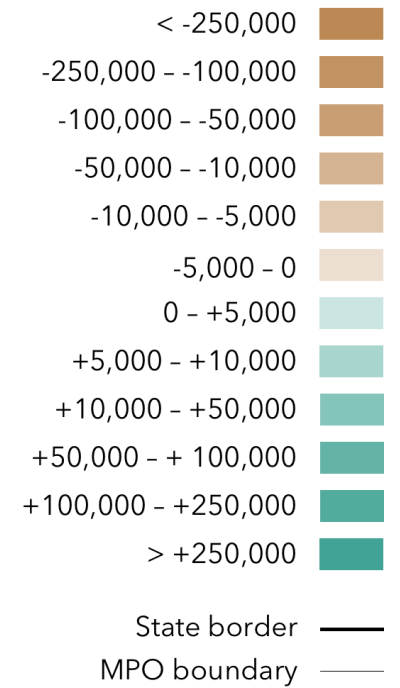 < -250,000
-250,000 – -100,000
-100,000 – -50,000
-50,000 – -10,000
-10,000 – -5,000
-5,000 – 0
0 – +5,000
+5,000 – +10,000
+10,000 – +50,000
+50,000 – + 100,000
+100,000 – +250,000
> +250,000
State border
MPO boundary